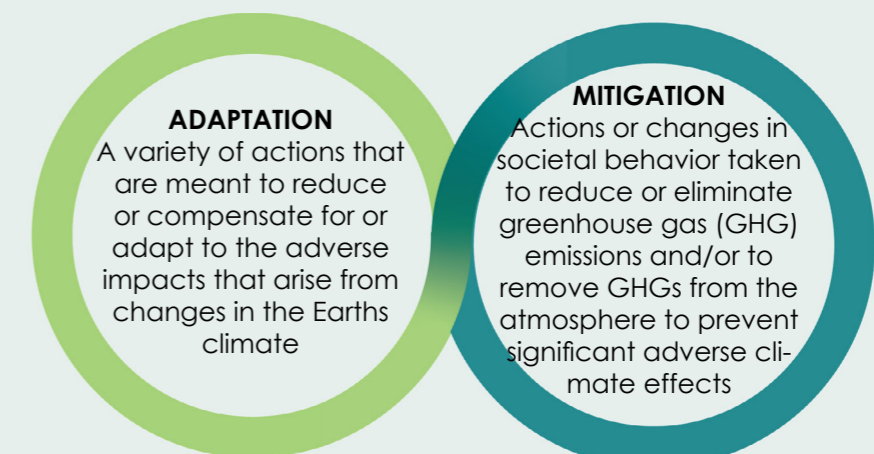 ADAPTATION
A variety of actions that
are meant to reduce
or compensate for or
adapt to the adverse
impacts that arise from
changes in the Earths
climate
MITIGATION
Actions or changes in
societal behavior taken
to reduce or eliminate
greenhouse gas (GHG)
emissions and/or to
remove GHGs from the
atmosphere to prevent
significant adverse cli-
mate effects